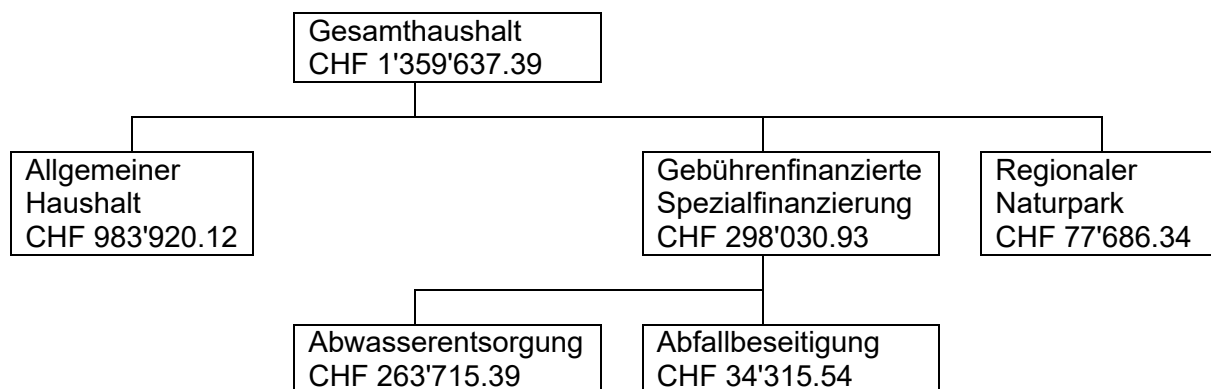 Gesamthaushalt
CHF 1'359'637.39
Allgemeiner
Haushalt
CHF 983'920.12
Gebührenfinanzierte
Spezialfinanzierung
CHF 298'030.93
Regionaler
Naturpark
CHF 77'686.34
Abwasserentsorgung
CHF 263'715.39
Abfallbeseitigung
CHF 34'315.54